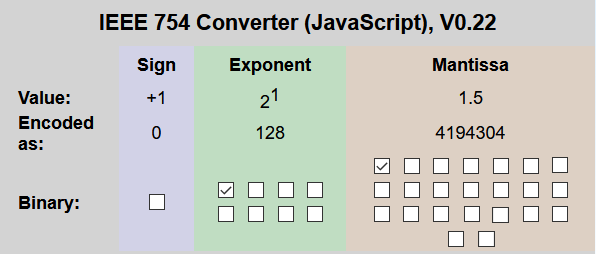 IEEE 754 Converter (JavaScript), V0.22
Sign Exponent Mantissa
Value: +1 2^1 1.5
Encoded as: 0 128 4194304
Binary: